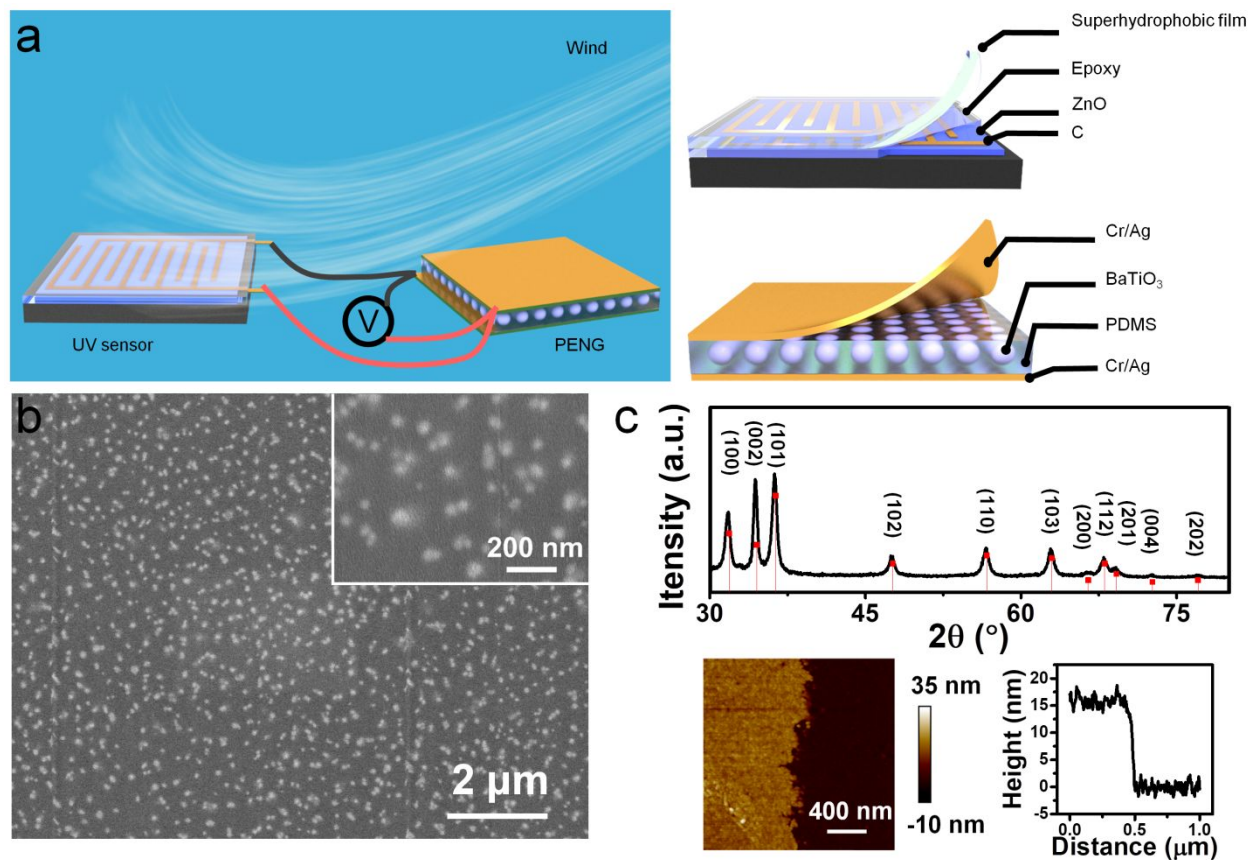 a
Wind
UV sensor
V
PENG
Superhydrophobic film
Epoxy
ZnO
C
Cr/Ag
BaTiO₃
PDMS
Cr/Ag
b
200 nm
2 μm
c
Itensity (a.u.)
(100)
(002)
(101)
(102)
(110)
(103)
(200)
(112)
(201)
(004)
(202)
30
45
60
75
2θ (°)
35 nm
-10 nm
400 nm
Height (nm)
20
15
10
5
0
-5
0.0
0.5
1.0
Distance (μm)